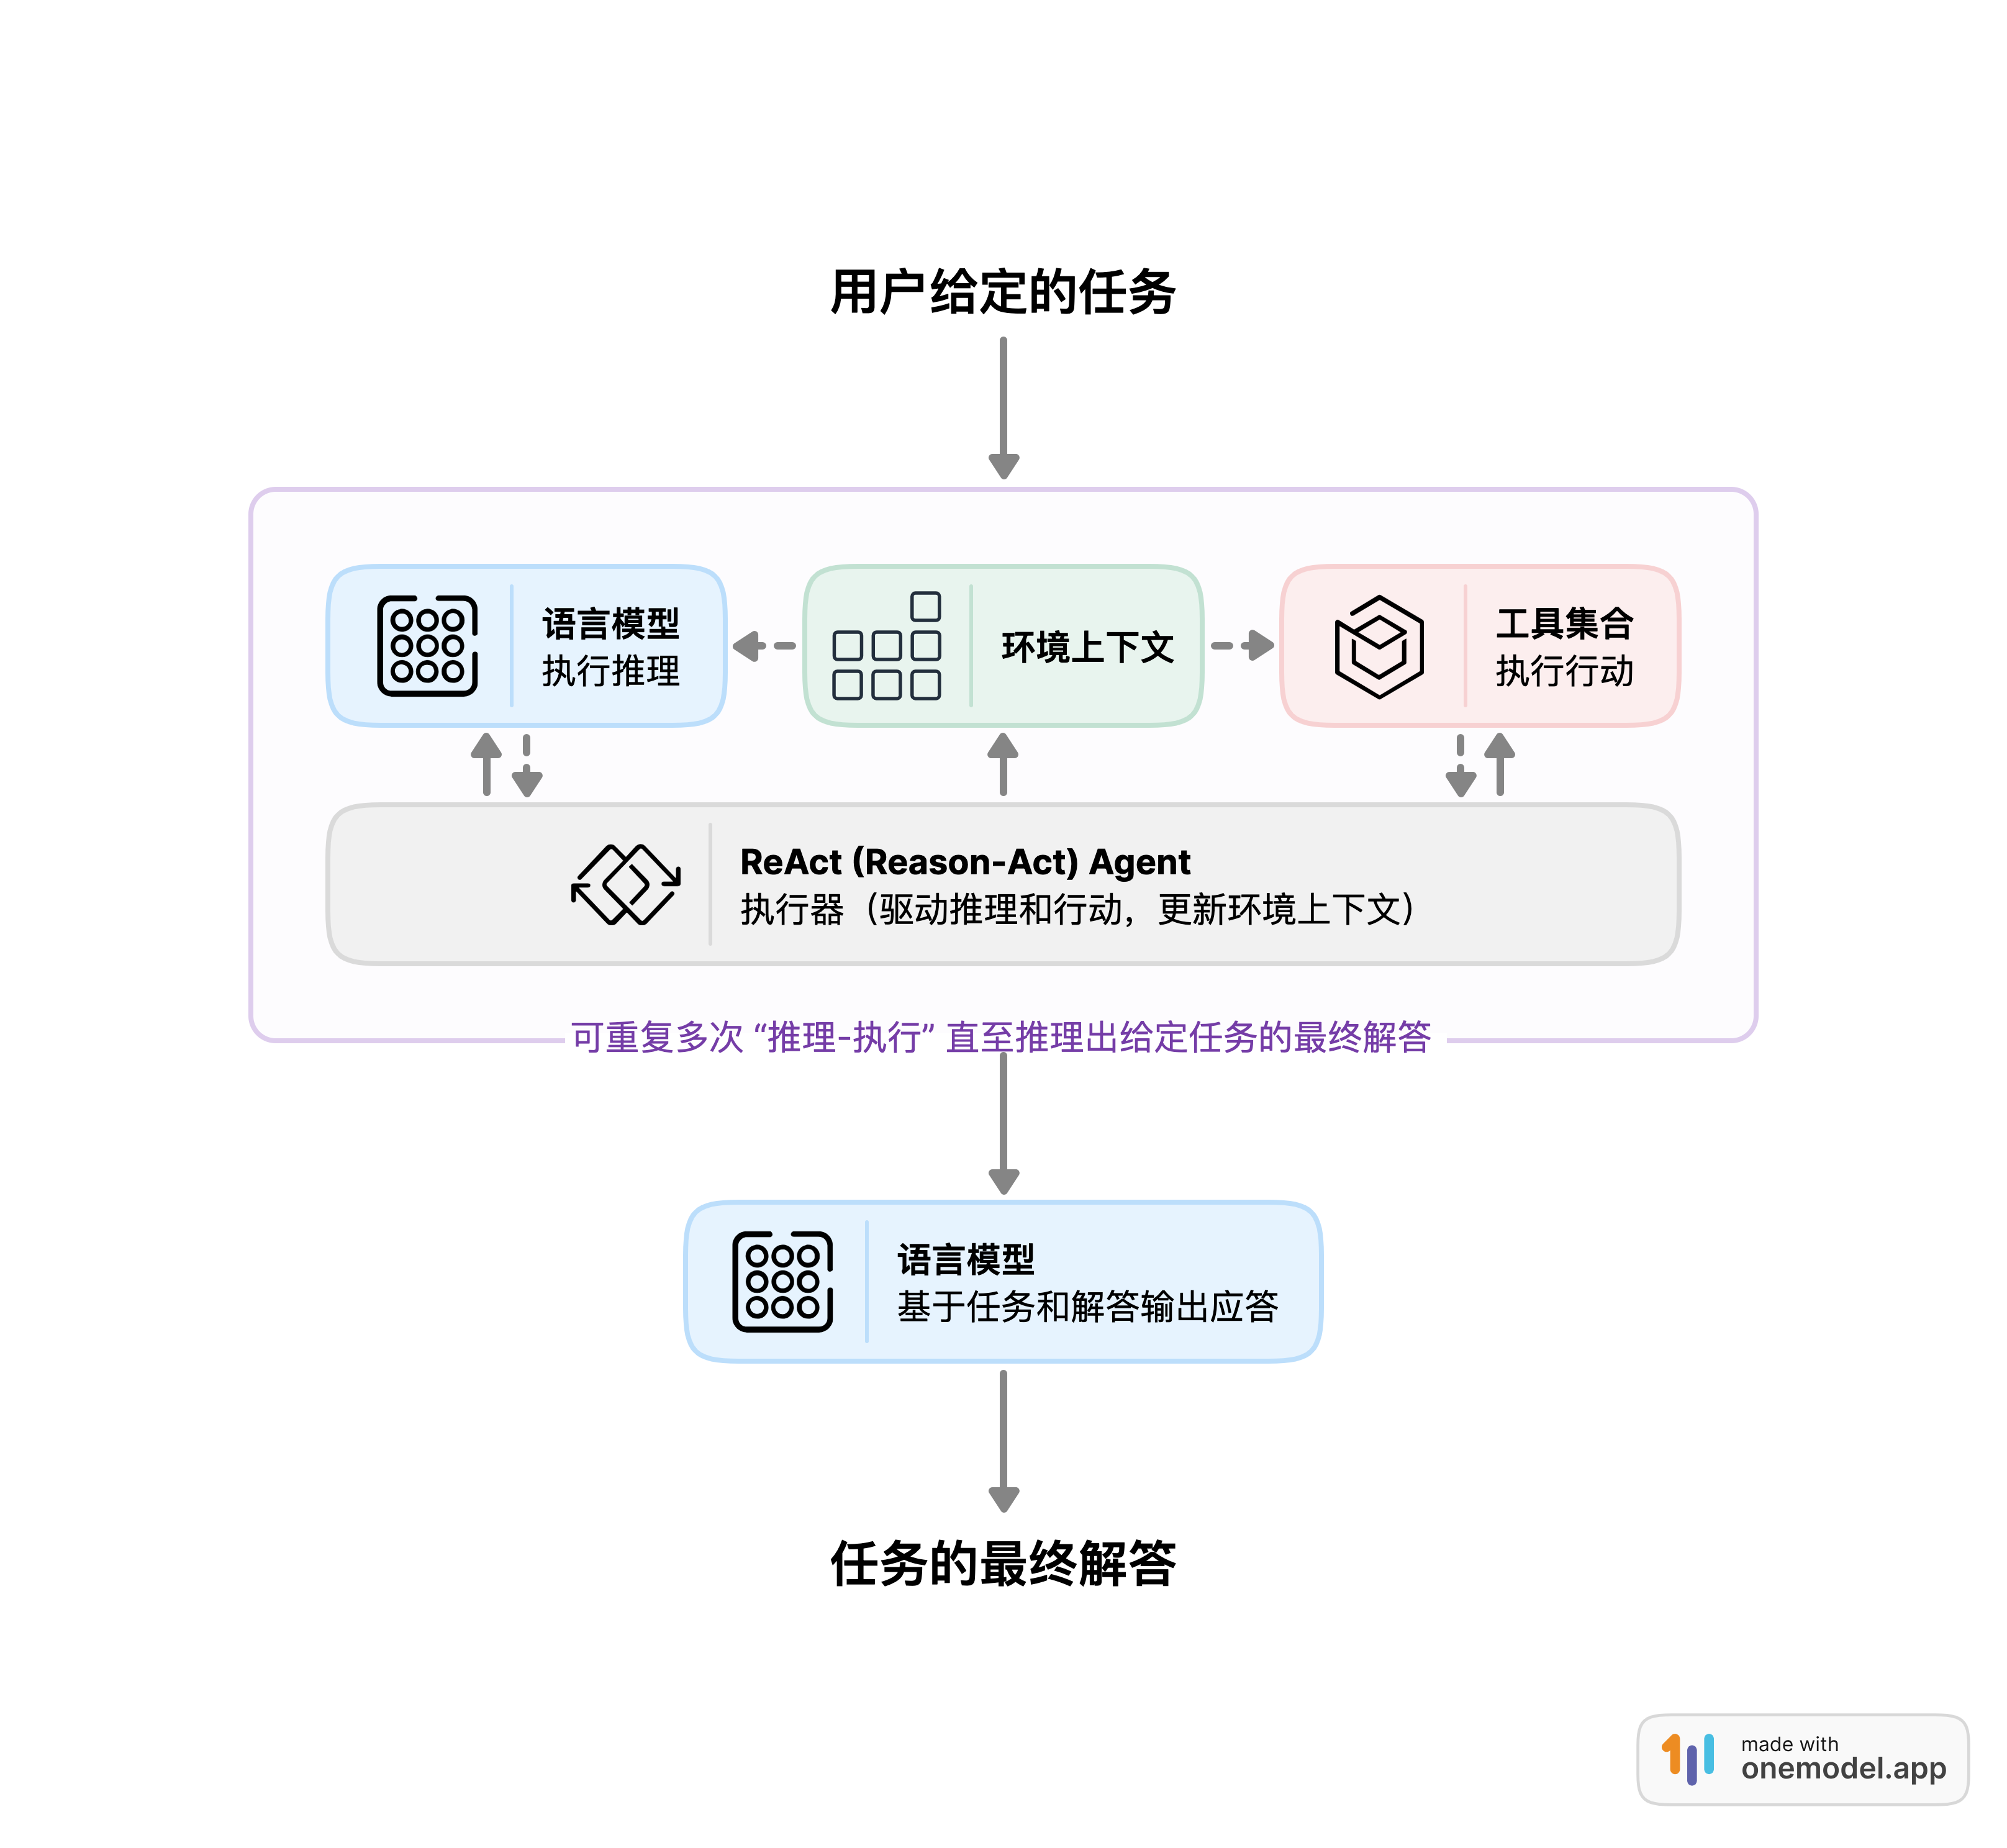 用户给定的任务
语言模型
执行推理
环境上下文
工具集合
执行行动
ReAct (Reason-Act) Agent
执行器（驱动推理和行动，更新环境上下文）
可重复多次 “推理-执行” 直至推理出给定任务的最终解答
语言模型
基于任务和解答输出应答
任务的最终解答
made with
onemodel.app